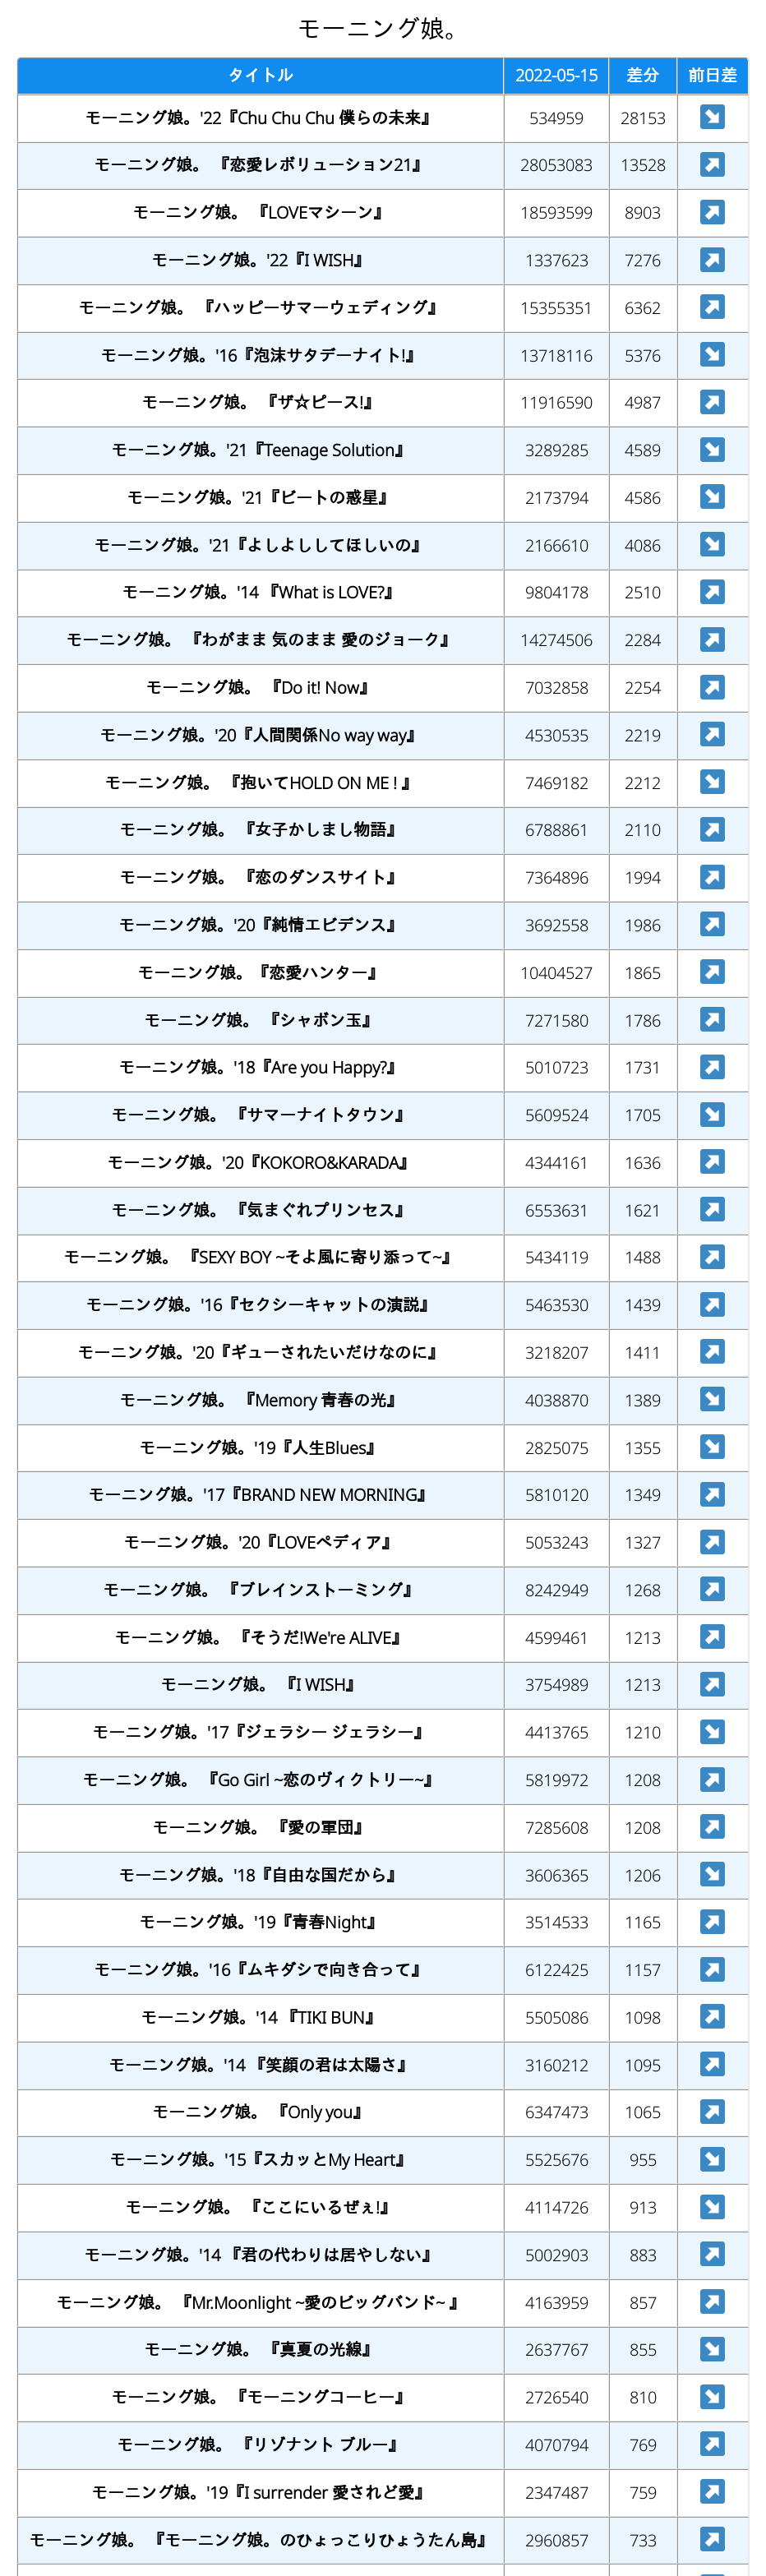 モーニング娘。
タイトル 2022-05-15 差分 前日差
モーニング娘。'22『Chu Chu Chu 僕らの未来』 534959 28153
モーニング娘。 『恋愛レボリューション21』 28053083 13528
モーニング娘。 『LOVEマシーン』 18593599 8903
モーニング娘。'22『I WISH』 1337623 7276
モーニング娘。 『ハッピーサマーウェディング』 15355351 6362
モーニング娘。'16『泡沫サタデーナイト!』 13718116 5376
モーニング娘。 『ザ☆ピース!』 11916590 4987
モーニング娘。'21『Teenage Solution』 3289285 4589
モーニング娘。'21『ビートの惑星』 2173794 4586
モーニング娘。'21『よしよししてほしいの』 2166610 4086
モーニング娘。'14 『What is LOVE?』 9804178 2510
モーニング娘。 『わがまま 気のまま 愛のジョーク』 14274506 2284
モーニング娘。 『Do it! Now』 7032858 2254
モーニング娘。'20『人間関係No way way』 4530535 2219
モーニング娘。 『抱いてHOLD ON ME ! 』 7469182 2212
モーニング娘。 『女子かしまし物語』 6788861 2110
モーニング娘。 『恋のダンスサイト』 7364896 1994
モーニング娘。'20『純情エビデンス』 3692558 1986
モーニング娘。『恋愛ハンター』 10404527 1865
モーニング娘。 『シャボン玉』 7271580 1786
モーニング娘。'18『Are you Happy?』 5010723 1731
モーニング娘。 『サマーナイトタウン』 5609524 1705
モーニング娘。'20『KOKORO&KARADA』 4344161 1636
モーニング娘。 『気まぐれプリンセス』 6553631 1621
モーニング娘。 『SEXY BOY ~そよ風に寄り添って~』 5434119 1488
モーニング娘。'16『セクシーキャットの演説』 5463530 1439
モーニング娘。'20『ギューされたいだけなのに』 3218207 1411
モーニング娘。 『Memory 青春の光』 4038870 1389
モーニング娘。'19『人生Blues』 2825075 1355
モーニング娘。'17『BRAND NEW MORNING』 5810120 1349
モーニング娘。'20『LOVEペディア』 5053243 1327
モーニング娘。 『ブレインストーミング』 8242949 1268
モーニング娘。 『そうだ!We're ALIVE』 4599461 1213
モーニング娘。 『I WISH』 3754989 1213
モーニング娘。'17『ジェラシー ジェラシー』 4413765 1210
モーニング娘。 『Go Girl ~恋のヴィクトリー~』 5819972 1208
モーニング娘。 『愛の軍団』 7285608 1208
モーニング娘。'18『自由な国だから』 3606365 1206
モーニング娘。'19『青春Night』 3514533 1165
モーニング娘。'16『ムキダシで向き合って』 6122425 1157
モーニング娘。'14 『TIKI BUN』 5505086 1098
モーニング娘。'14 『笑顔の君は太陽さ』 3160212 1095
モーニング娘。 『Only you』 6347473 1065
モーニング娘。'15『スカッとMy Heart』 5525676 955
モーニング娘。 『ここにいるぜぇ!』 4114726 913
モーニング娘。'14 『君の代わりは居やしない』 5002903 883
モーニング娘。 『Mr.Moonlight ~愛のビッグバンド~ 』 4163959 857
モーニング娘。 『真夏の光線』 2637767 855
モーニング娘。 『モーニングコーヒー』 2726540 810
モーニング娘。 『リゾナント ブルー』 4070794 769
モーニング娘。'19『I surrender 愛されど愛』 2347487 759
モーニング娘。 『モーニング娘。のひょっこりひょうたん島』 2960857 733